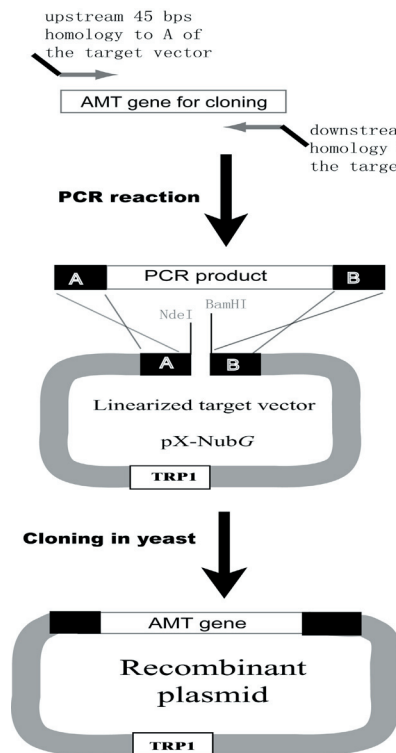 upstream 45 bps
homology to A of
the target vector
AMT gene for cloning
downstrea
homology
the targe
PCR reaction
A PCR product B
NdeI BamHI
A B
Linearized target vector
pX-NubG
TRP1
Cloning in yeast
AMT gene
Recombinant
plasmid
TRP1